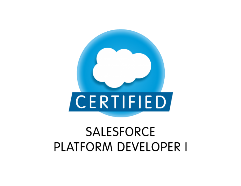 CERTIFIED
SALESFORCE
PLATFORM DEVELOPER I